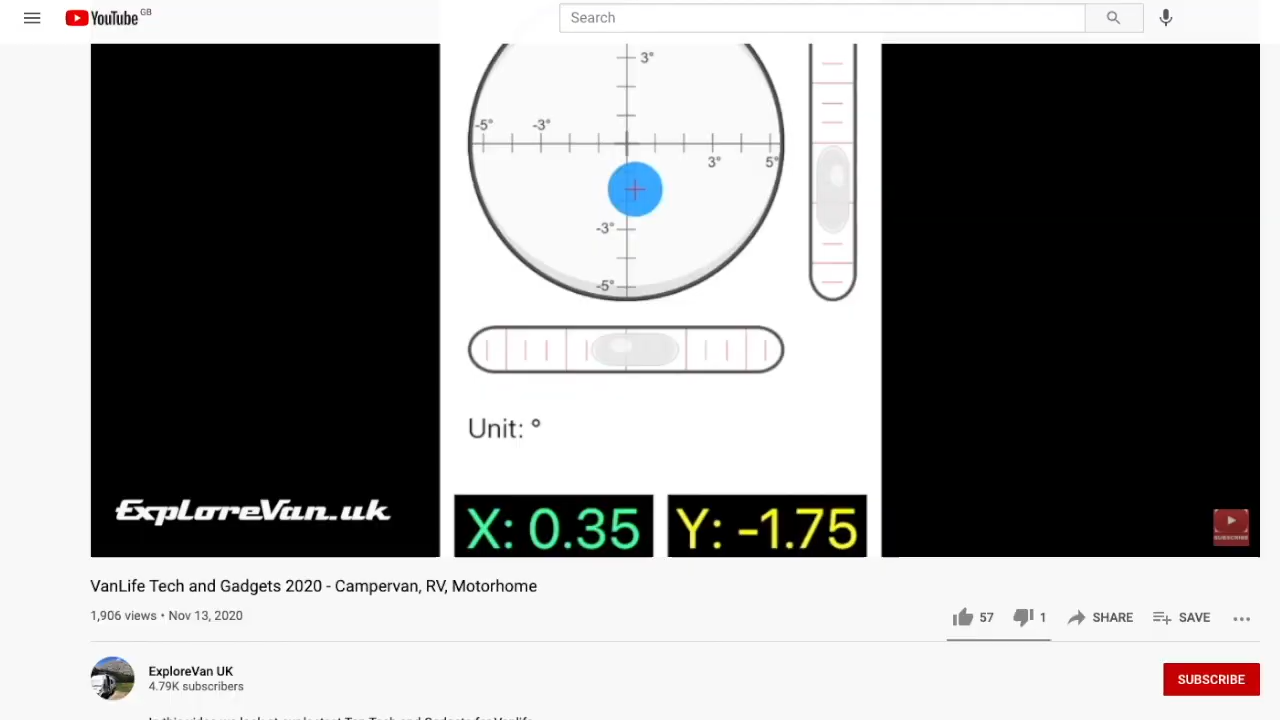 YouTube GB
Search
3°
-5° -3°
3° 5°
-3°
-5°
Unit: °
ExploreVan.uk
X: 0.35 Y: -1.75
SUBSCRIBE
VanLife Tech and Gadgets 2020 - Campervan, RV, Motorhome
1,906 views • Nov 13, 2020
57 1 SHARE SAVE
ExploreVan UK
4.79K subscribers
SUBSCRIBE